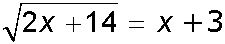 √(2x + 14) = x + 3